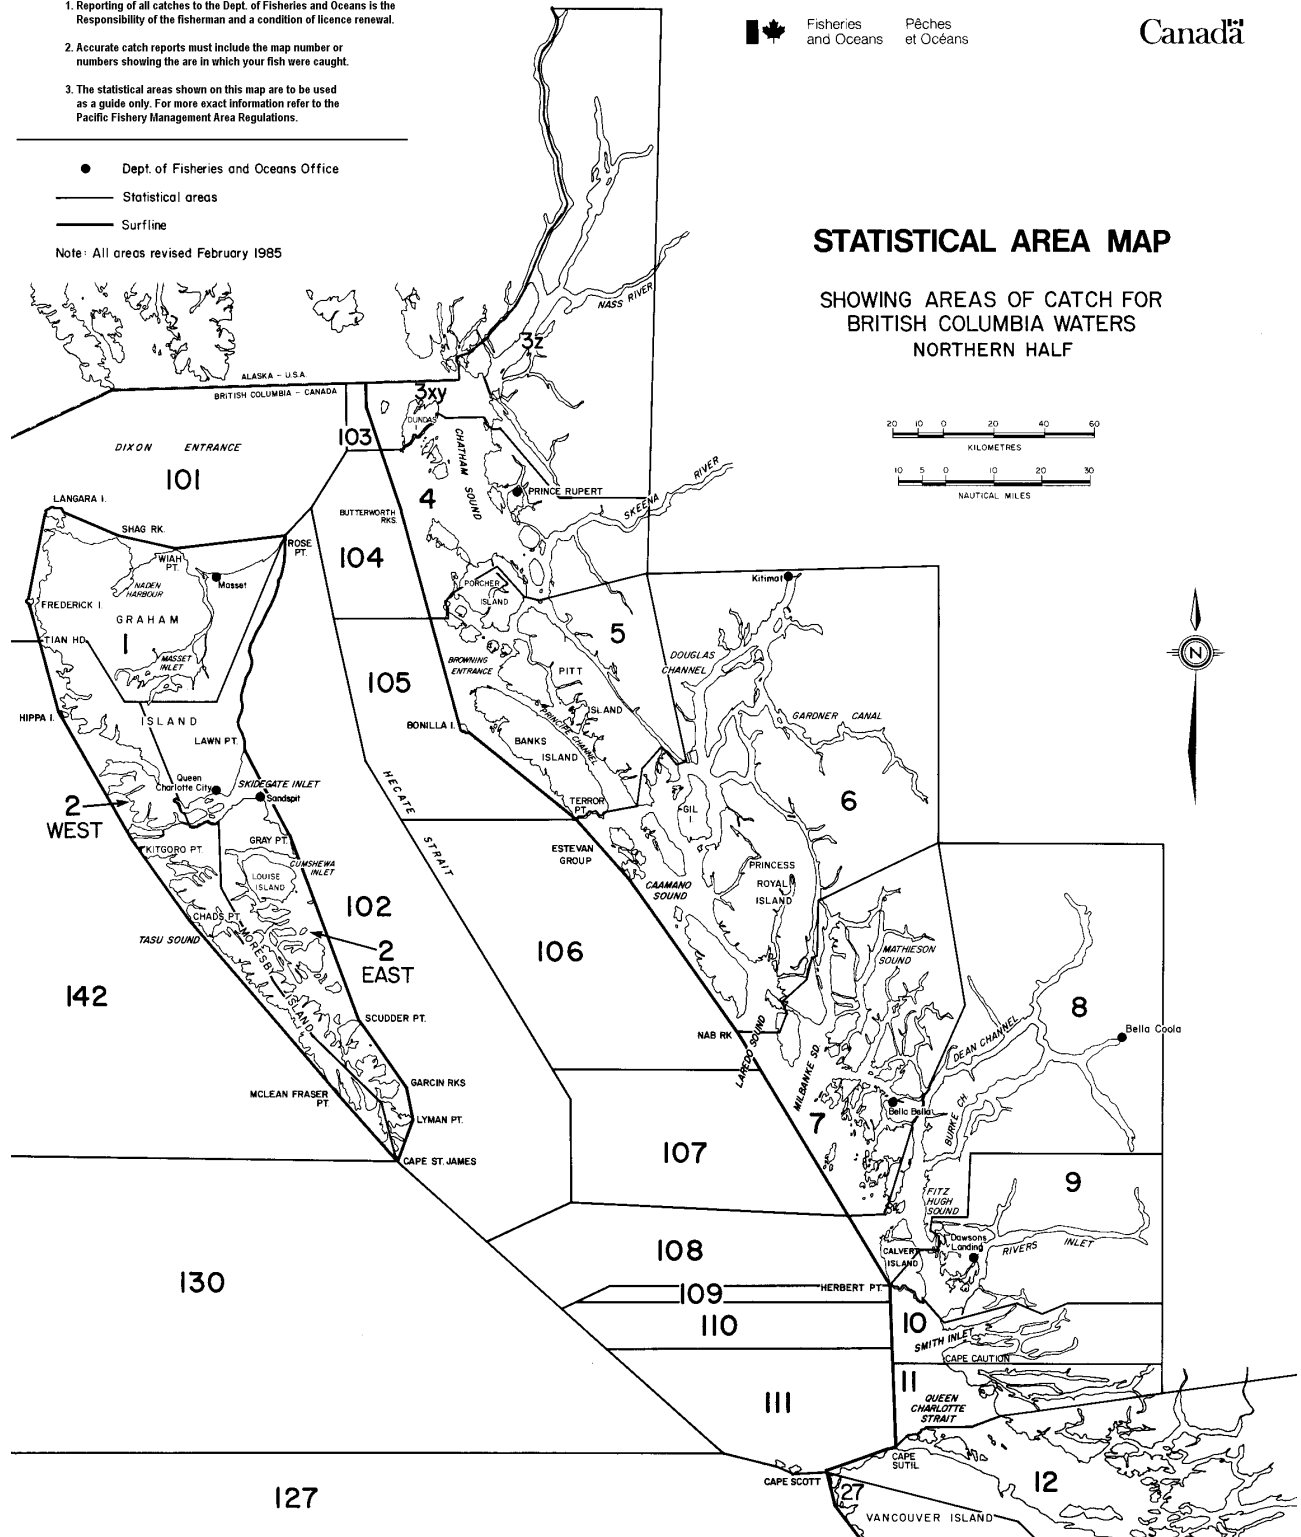 1. Reporting of all catches to the Dept. of Fisheries and Oceans is the
Responsibility of the fisherman and a condition of licence renewal.
2. Accurate catch reports must include the map number or
numbers showing the are in which your fish were caught.
3. The statistical areas shown on this map are to be used
as a guide only. For more exact information refer to the
Pacific Fishery Management Area Regulations.
Fisheries
and Oceans
Pêches
et Océans
Canada
Dept. of Fisheries and Oceans Office
Statistical areas
Surfline
Note: All areas revised February 1985
STATISTICAL AREA MAP
SHOWING AREAS OF CATCH FOR
BRITISH COLUMBIA WATERS
NORTHERN HALF
20 10 0 20 40 60
KILOMETRES
10 5 0 10 20 30
NAUTICAL MILES
N
NASS RIVER
3z
ALASKA - U.S.A.
BRITISH COLUMBIA - CANADA
3xy
DUNDAS
I.
103
DIXON ENTRANCE
101
CHATHAM SOUND
4
PRINCE RUPERT
SKEENA RIVER
LANGARA I.
SHAG RK.
BUTTERWORTH
RKS.
ROSE
PT.
104
WIAH
PT.
Masset
NADEN
HARBOUR
PORCHER
ISLAND
Kitimat
FREDERICK I.
GRAHAM
1
TIAN HD.
MASSET
INLET
5
DOUGLAS
CHANNEL
BROWNING
ENTRANCE
PITT
ISLAND
105
GARDNER CANAL
HIPPA I.
ISLAND
BONILLA I.
PRINCIPE CHANNEL
LAWN PT.
BANKS
ISLAND
Queen
Charlotte City
SKIDEGATE INLET
Sandspit
HECATE
STRAIT
TERROR
PT.
GIL
I.
6
2
WEST
GRAY PT.
KITGORO PT.
CUMSHEWA
INLET
LOUISE
ISLAND
ESTEVAN
GROUP
CAAMANO
SOUND
PRINCESS
ROYAL
ISLAND
102
CHADS PT.
TASU SOUND
MORESBY ISLAND
2
EAST
106
MATHIESON
SOUND
142
SCUDDER PT.
8
NAB RK
LAREDO SOUND
DEAN CHANNEL
Bella Coola
MILBANKE SD.
GARCIN RKS
MCLEAN FRASER
PT.
LYMAN PT.
7
Bella Bella
BURKE CH.
CAPE ST. JAMES
107
9
FITZ
HUGH
SOUND
Dawsons
Landing
RIVERS INLET
108
CALVERT
ISLAND
130
HERBERT PT.
109
110
10
SMITH INLET
CAPE CAUTION
11
111
QUEEN
CHARLOTTE
STRAIT
CAPE
SUTIL
12
CAPE SCOTT
27
127
VANCOUVER ISLAND